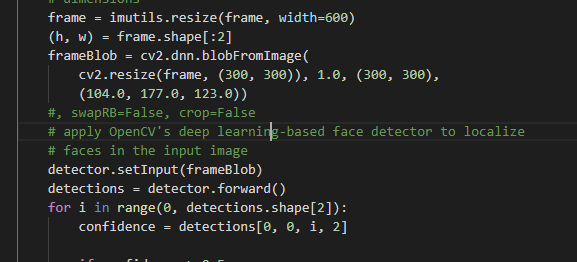 frame = imutils.resize(frame, width=600)
(h, w) = frame.shape[:2]
frameBlob = cv2.dnn.blobFromImage(
cv2.resize(frame, (300, 300)), 1.0, (300, 300),
(104.0, 177.0, 123.0))
#, swapRB=False, crop=False
# apply OpenCV's deep learning-based face detector to localize
# faces in the input image
detector.setInput(frameBlob)
detections = detector.forward()
for i in range(0, detections.shape[2]):
confidence = detections[0, 0, i, 2]